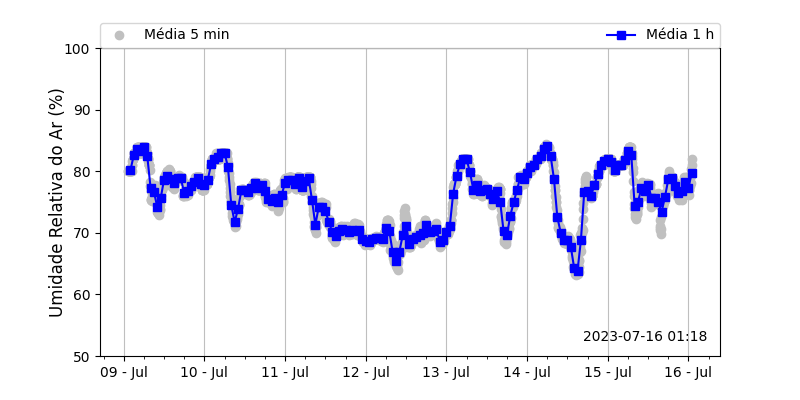 Média 5 min Média 1 h
100
90
80
70
60
50
Umidade Relativa do Ar (%)
2023-07-16 01:18
09 - Jul 10 - Jul 11 - Jul 12 - Jul 13 - Jul 14 - Jul 15 - Jul 16 - Jul